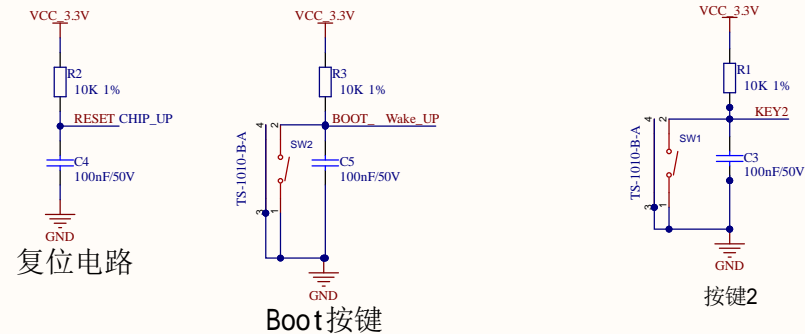 VCC_3.3V
R2
10K 1%
RESET CHIP_UP
C4
100nF/50V
GND
复位电路
VCC_3.3V
R3
10K 1%
BOOT_ Wake_UP
4
2
SW2
TS-1010-B-A
C5
100nF/50V
3
1
GND
Boot按键
VCC_3.3V
R1
10K 1%
KEY2
4
2
SW1
TS-1010-B-A
C3
100nF/50V
3
1
GND
按键2